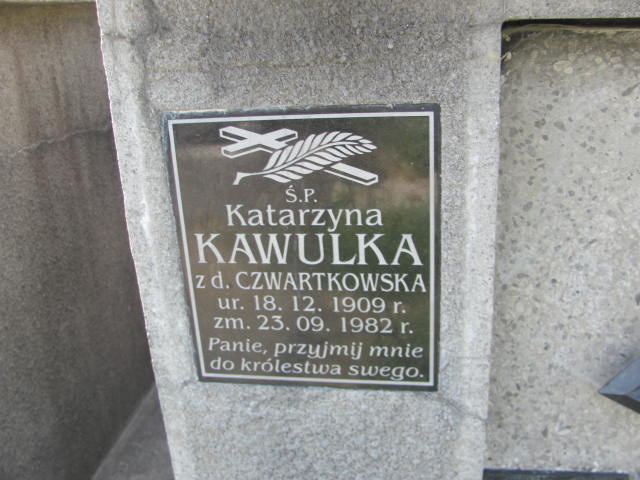 Ś.P.
Katarzyna
KAWULKA
z d. CZWARTKOWSKA
ur. 18. 12. 1909 r.
zm. 23. 09. 1982 r.
Panie, przyjmij mnie
do królestwa swego.